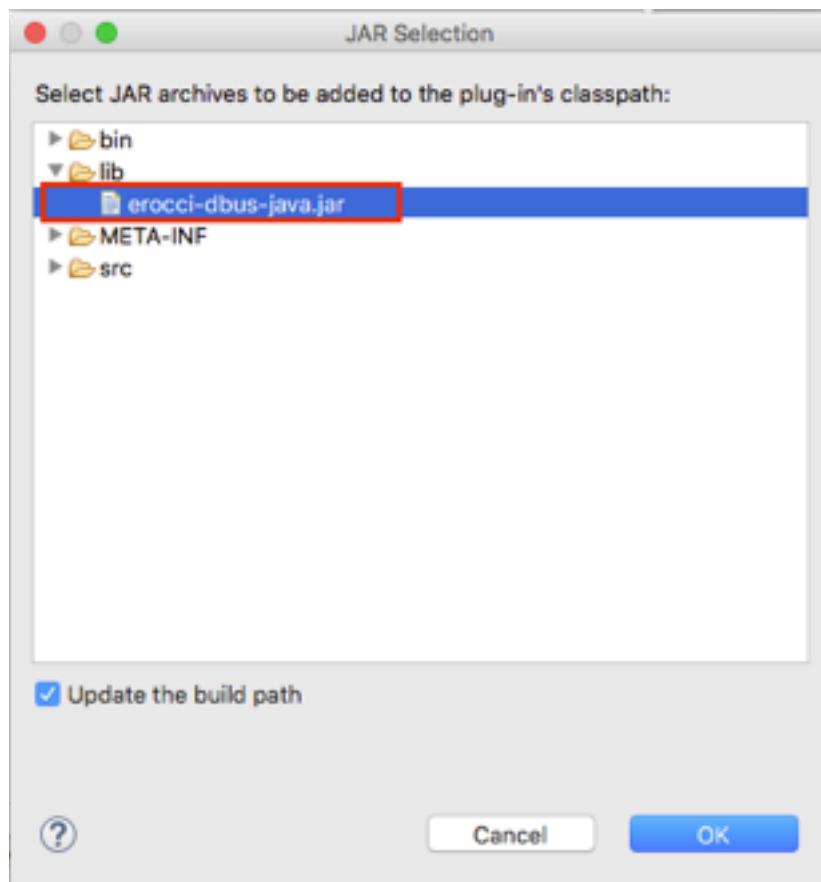 JAR Selection
Select JAR archives to be added to the plug-in's classpath:
bin
lib
erocci-dbus-java.jar
META-INF
src
Update the build path
?
Cancel
OK